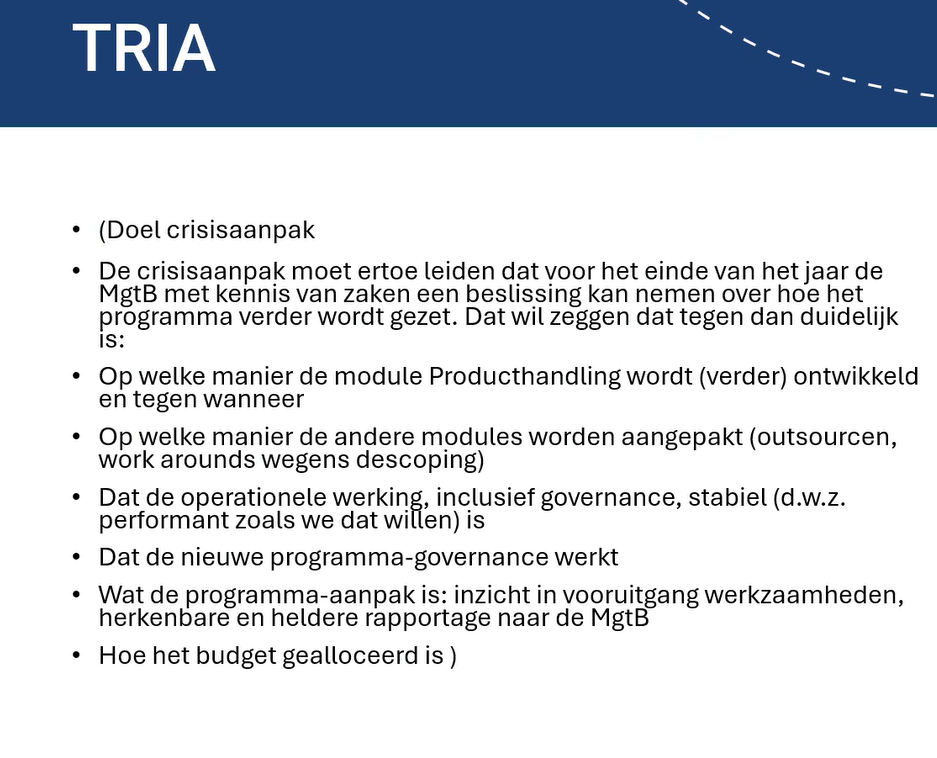 TRIA
• (Doel crisisaanpak
• De crisisaanpak moet ertoe leiden dat voor het einde van het jaar de
MgtB met kennis van zaken een beslissing kan nemen over hoe het
programma verder wordt gezet. Dat wil zeggen dat tegen dan duidelijk
is:
• Op welke manier de module Producthandling wordt (verder) ontwikkeld
en tegen wanneer
• Op welke manier de andere modules worden aangepakt (outsourcen,
work arounds wegens descoping)
• Dat de operationele werking, inclusief governance, stabiel (d.w.z.
performant zoals we dat willen) is
• Dat de nieuwe programma-governance werkt
• Wat de programma-aanpak is: inzicht in vooruitgang werkzaamheden,
herkenbare en heldere rapportage naar de MgtB
• Hoe het budget gealloceerd is )